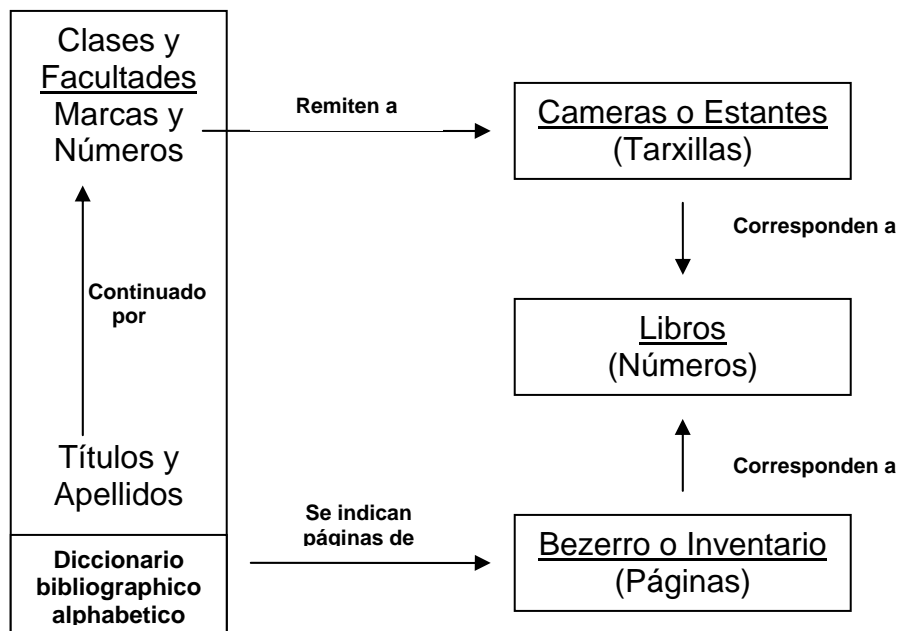 Clases y
Facultades
Marcas y
Números
Remiten a
Cameras o Estantes
(Tarxillas)
Corresponden a
Continuado
por
Libros
(Números)
Títulos y
Apellidos
Corresponden a
Se indican
páginas de
Bezerro o Inventario
(Páginas)
Diccionario
bibliographico
alphabetico